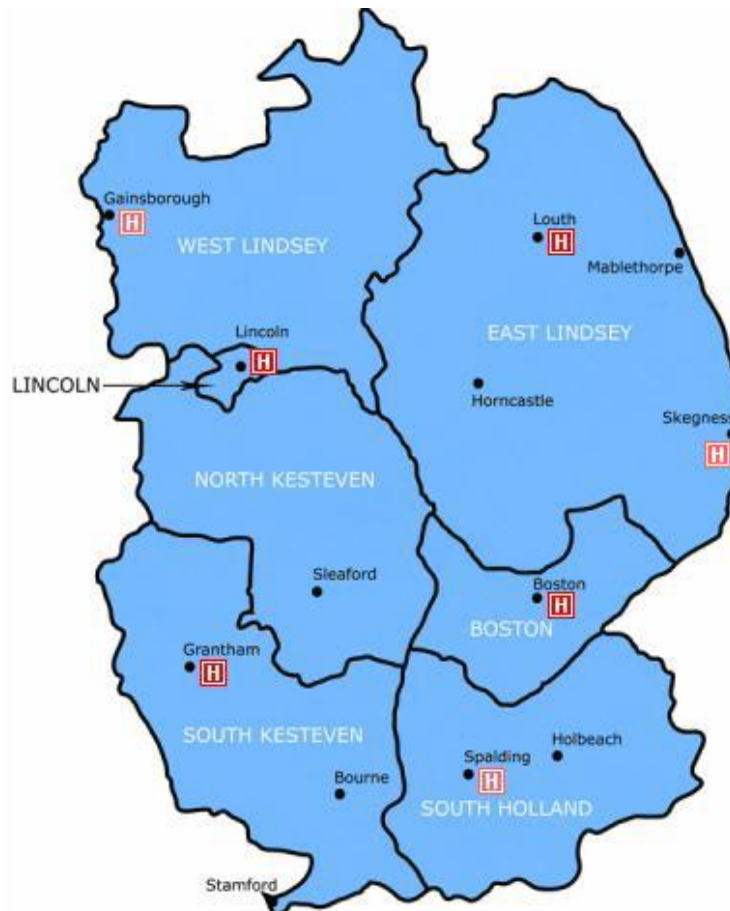 Gainsborough
H
WEST LINDSEY
Louth
H
Mablethorpe
Lincoln
H
EAST LINDSEY
LINCOLN
Horncastle
Skegness
H
NORTH KESTEVEN
Sleaford
Boston
H
BOSTON
Grantham
H
SOUTH KESTEVEN
Holbeach
Spalding
H
Bourne
SOUTH HOLLAND
Stamford